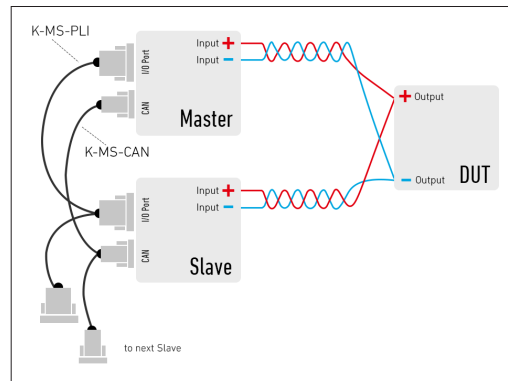 K-MS-PLI
I/O Port
Input +
Input −
CAN
Master
K-MS-CAN
+ Output
− Output
DUT
I/O Port
Input +
Input −
CAN
Slave
to next Slave